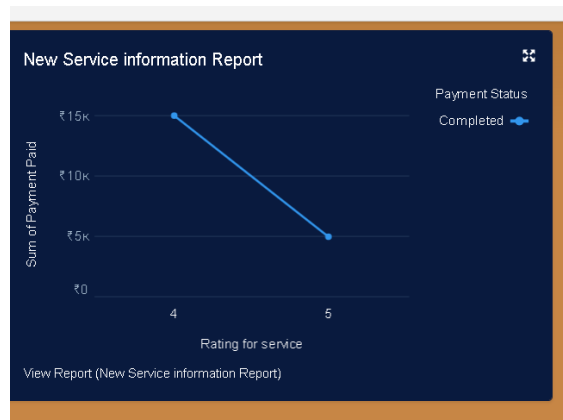 New Service information Report
Payment Status
Completed
Sum of Payment Paid
₹15K
₹10K
₹5K
₹0
4
5
Rating for service
View Report (New Service information Report)